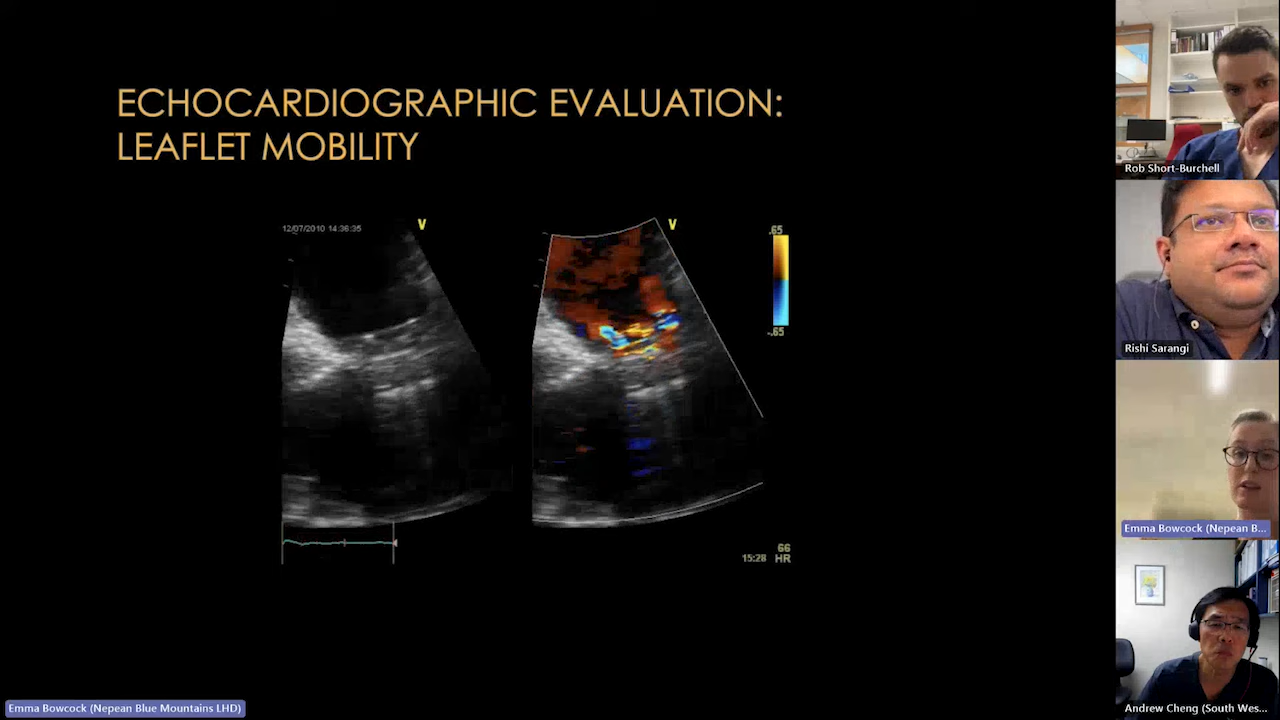 ECHOCARDIOGRAPHIC EVALUATION:
LEAFLET MOBILITY
12/07/2010 14:36:35
V
V
.65
-.65
66
15:28 HR
Rob Short-Burchell
Rishi Sarangi
Emma Bowcock (Nepean B...
Andrew Cheng (South Wes...
Emma Bowcock (Nepean Blue Mountains LHD)